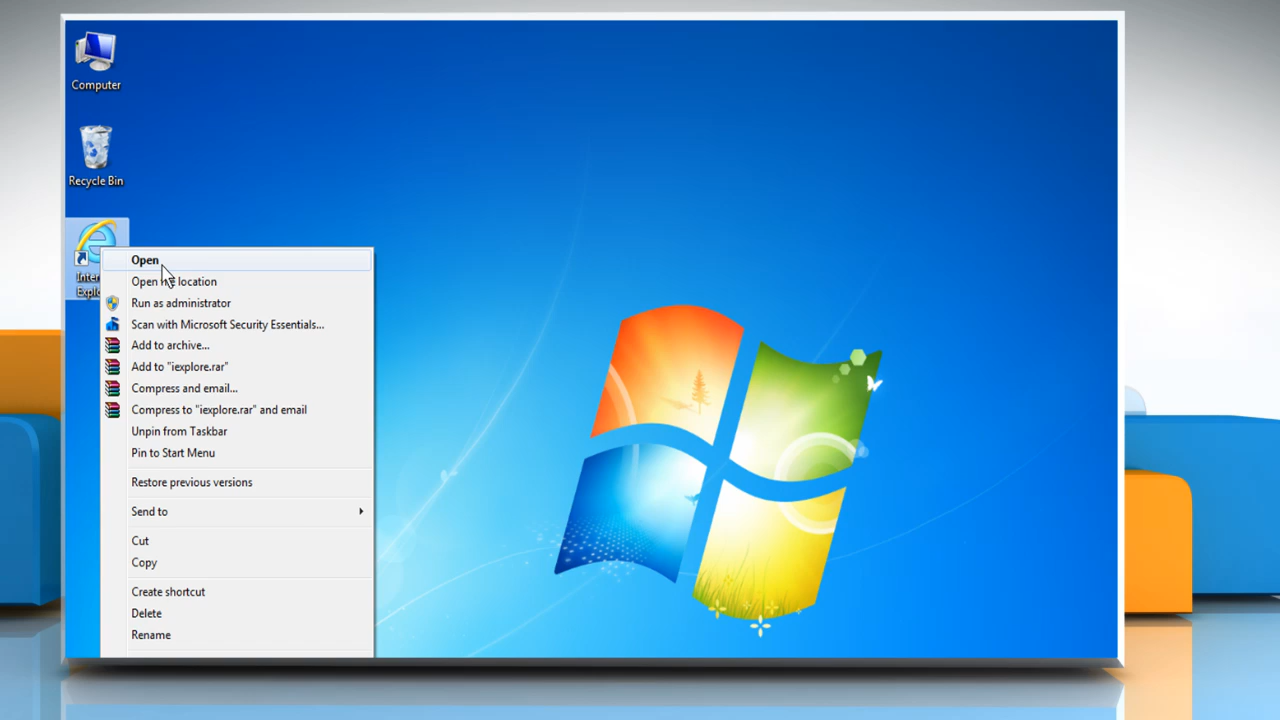 Computer
Recycle Bin
Open
Open location
Run as administrator
Scan with Microsoft Security Essentials...
Add to archive...
Add to "iexplore.rar"
Compress and email...
Compress to "iexplore.rar" and email
Unpin from Taskbar
Pin to Start Menu
Restore previous versions
Send to
Cut
Copy
Create shortcut
Delete
Rename